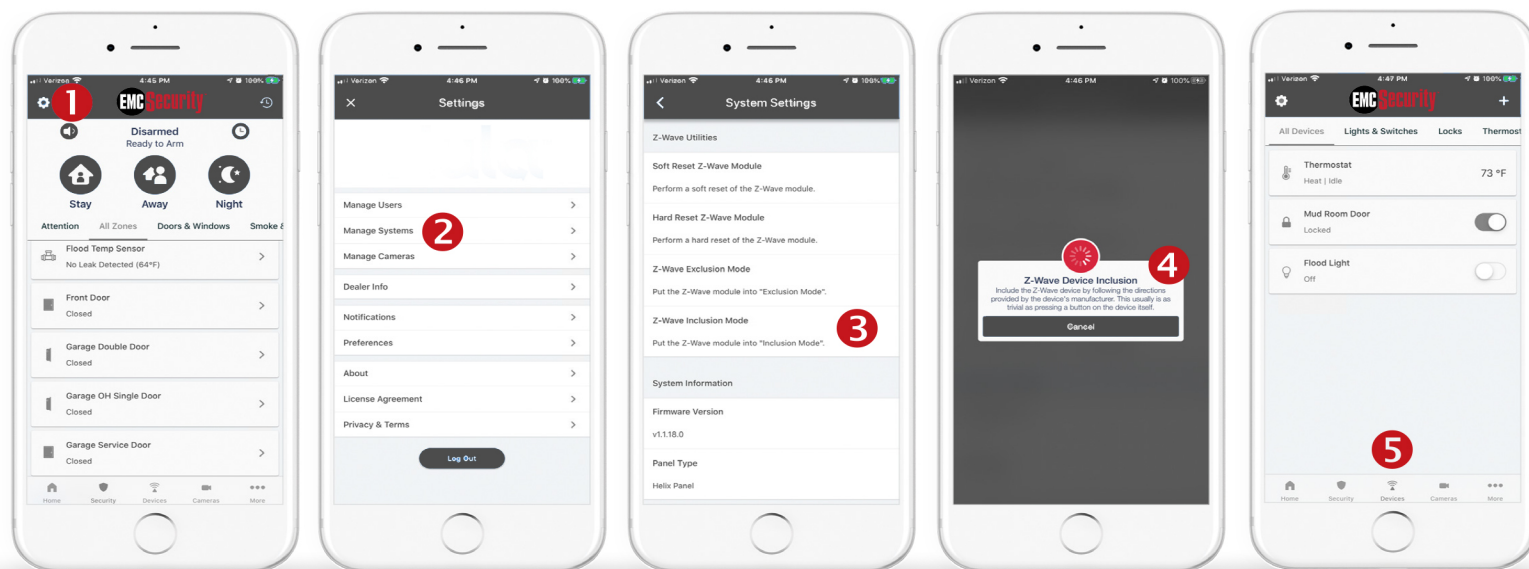 Verizon 4:45 PM 100%
1
EMC Security
Disarmed
Ready to Arm
Stay Away Night
Attention All Zones Doors & Windows Smoke &
Flood Temp Sensor
No Leak Detected (64°F)
Front Door
Closed
Garage Double Door
Closed
Garage OH Single Door
Closed
Garage Service Door
Closed
Home Security Devices Cameras More
Verizon 4:46 PM 100%
Settings
Manage Users
Manage Systems
2
Manage Cameras
Dealer Info
Notifications
Preferences
About
License Agreement
Privacy & Terms
Log Out
Verizon 4:46 PM 100%
System Settings
Z-Wave Utilities
Soft Reset Z-Wave Module
Perform a soft reset of the Z-Wave module.
Hard Reset Z-Wave Module
Perform a hard reset of the Z-Wave module.
Z-Wave Exclusion Mode
Put the Z-Wave module into "Exclusion Mode".
Z-Wave Inclusion Mode
3
Put the Z-Wave module into "Inclusion Mode".
System Information
Firmware Version
v1.1.18.0
Panel Type
Helix Panel
Verizon 4:46 PM 100%
4
Z-Wave Device Inclusion
Include the Z-Wave device by following the directions
provided by the device's manufacturer. This usually is as
trivial as pressing a button on the device itself.
Cancel
Verizon 4:47 PM 100%
EMC Security +
All Devices Lights & Switches Locks Thermost
Thermostat
Heat | Idle
73 °F
Mud Room Door
Locked
Flood Light
Off
5
Home Security Devices Cameras More